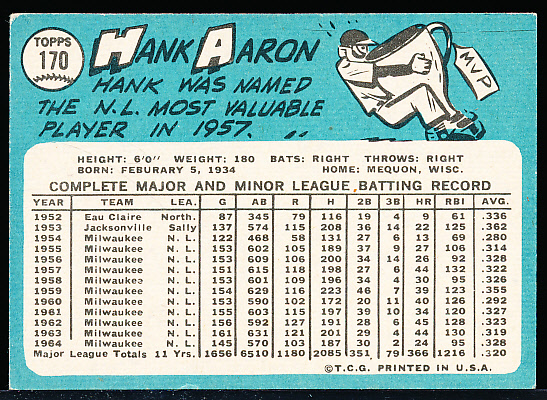 TOPPS
170
HANK AARON
HANK WAS NAMED
THE N.L. MOST VALUABLE
PLAYER IN 1957.
MVP
HEIGHT: 6'0" WEIGHT: 180 BATS: RIGHT THROWS: RIGHT
BORN: FEBURARY 5, 1934 HOME: MEQUON, WISC.
COMPLETE MAJOR AND MINOR LEAGUE BATTING RECORD
YEAR TEAM LEA. G AB R H 2B 3B HR RBI AVG.
1952 Eau Claire North. 87 345 79 116 19 4 9 61 .336
1953 Jacksonville Sally 137 574 115 208 36 14 22 125 .362
1954 Milwaukee N. L. 122 468 58 131 27 6 13 69 .280
1955 Milwaukee N. L. 153 602 105 189 37 9 27 106 .314
1956 Milwaukee N. L. 153 609 106 200 34 14 26 92 .328
1957 Milwaukee N. L. 151 615 118 198 27 6 44 132 .322
1958 Milwaukee N. L. 153 601 109 196 34 4 30 95 .326
1959 Milwaukee N. L. 154 629 116 223 46 7 39 123 .355
1960 Milwaukee N. L. 153 590 102 172 20 11 40 126 .292
1961 Milwaukee N. L. 155 603 115 197 39 10 34 120 .327
1962 Milwaukee N. L. 156 592 127 191 28 6 45 128 .323
1963 Milwaukee N. L. 161 631 121 201 29 4 44 130 .319
1964 Milwaukee N. L. 145 570 103 187 30 2 24 95 .328
Major League Totals 11 Yrs. 1656 6510 1180 2085 351 79 366 1216 .320
©T.C.G. PRINTED IN U.S.A.